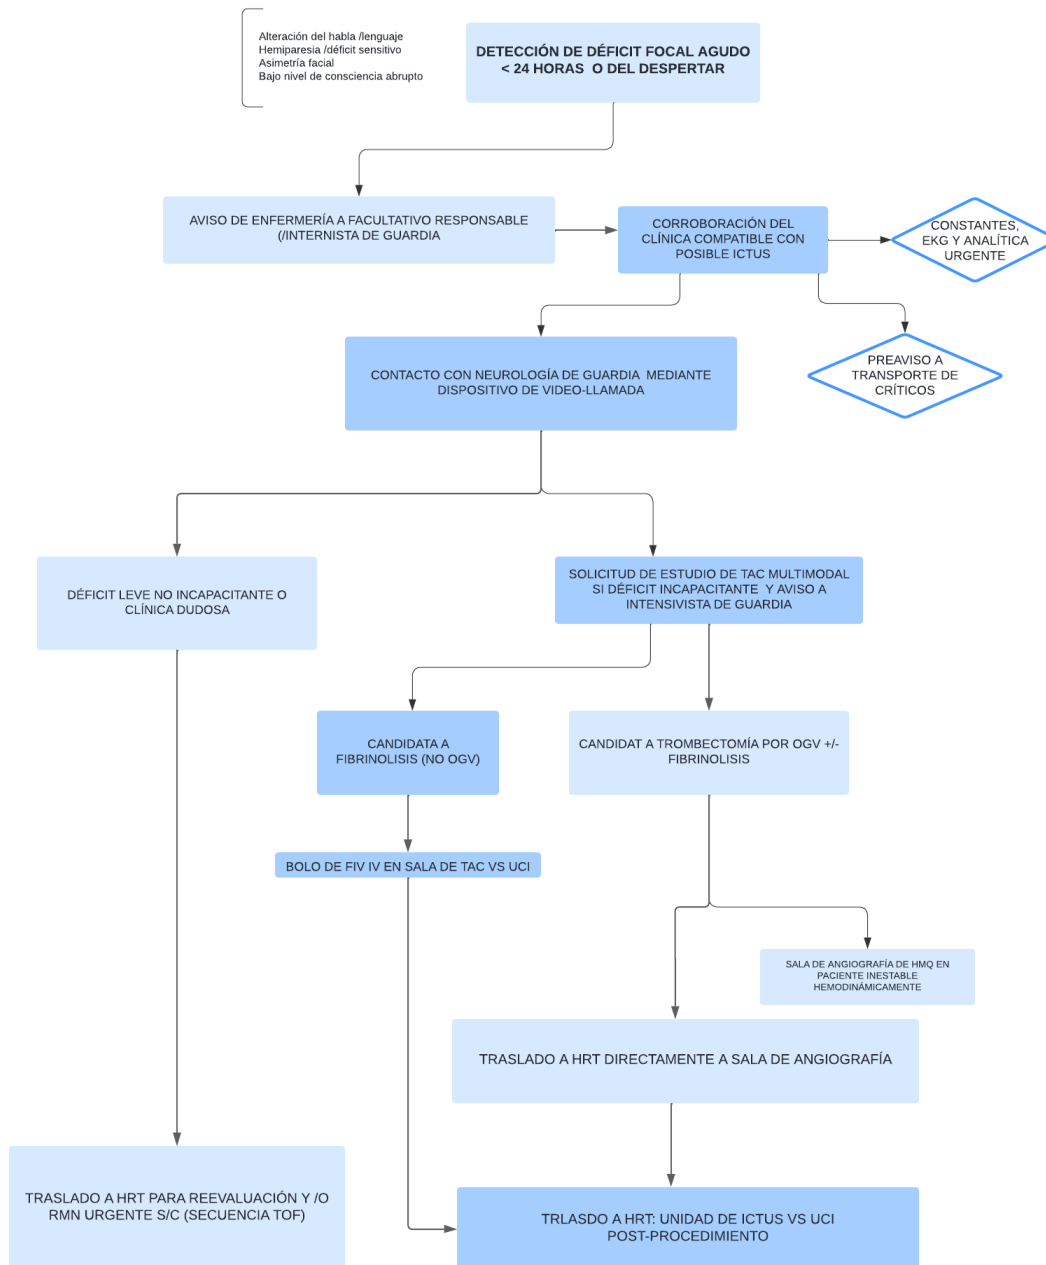 Alteración del habla /lenguaje
Hemiparesia /déficit sensitivo
Asimetría facial
Bajo nivel de consciencia abrupto
DETECCIÓN DE DÉFICIT FOCAL AGUDO
< 24 HORAS O DEL DESPERTAR
AVISO DE ENFERMERÍA A FACULTATIVO RESPONSABLE
(/INTERNISTA DE GUARDIA
CORROBORACIÓN DEL
CLÍNICA COMPATIBLE CON
POSIBLE ICTUS
CONSTANTES,
EKG Y ANALÍTICA
URGENTE
PREAVISO A
TRANSPORTE DE
CRÍTICOS
CONTACTO CON NEUROLOGÍA DE GUARDIA MEDIANTE
DISPOSITIVO DE VIDEO-LLAMADA
DÉFICIT LEVE NO INCAPACITANTE O
CLÍNICA DUDOSA
SOLICITUD DE ESTUDIO DE TAC MULTIMODAL
SI DÉFICIT INCAPACITANTE Y AVISO A
INTENSIVISTA DE GUARDIA
CANDIDATA A
FIBRINOLISIS (NO OGV)
CANDIDAT A TROMBECTOMÍA POR OGV +/-
FIBRINOLISIS
BOLO DE FIV IV EN SALA DE TAC VS UCI
SALA DE ANGIOGRAFÍA DE HMQ EN
PACIENTE INESTABLE
HEMODINÁMICAMENTE
TRASLADO A HRT DIRECTAMENTE A SALA DE ANGIOGRAFÍA
TRASLADO A HRT PARA REEVALUACIÓN Y /O
RMN URGENTE S/C (SECUENCIA TOF)
TRLASDO A HRT: UNIDAD DE ICTUS VS UCI
POST-PROCEDIMIENTO